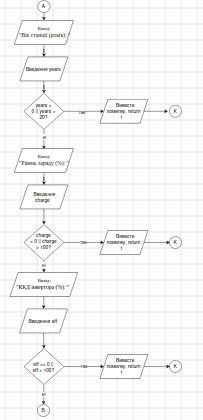 A
Вивід:
"Вік станції (років): "
Введення years
years <
0 || years >
20?
так
Вивести
помилку, return
1
К
ні
Вивід:
"Рівень заряду (%): "
Введення
charge
charge
< 0 || charge
> 100?
так
Вивести
помилку, return
1
К
ні
Вивід:
"ККД інвертора (%): "
Введення eff
eff <= 0 ||
eff > 100?
так
Вивести
помилку, return
1
К
ні
В